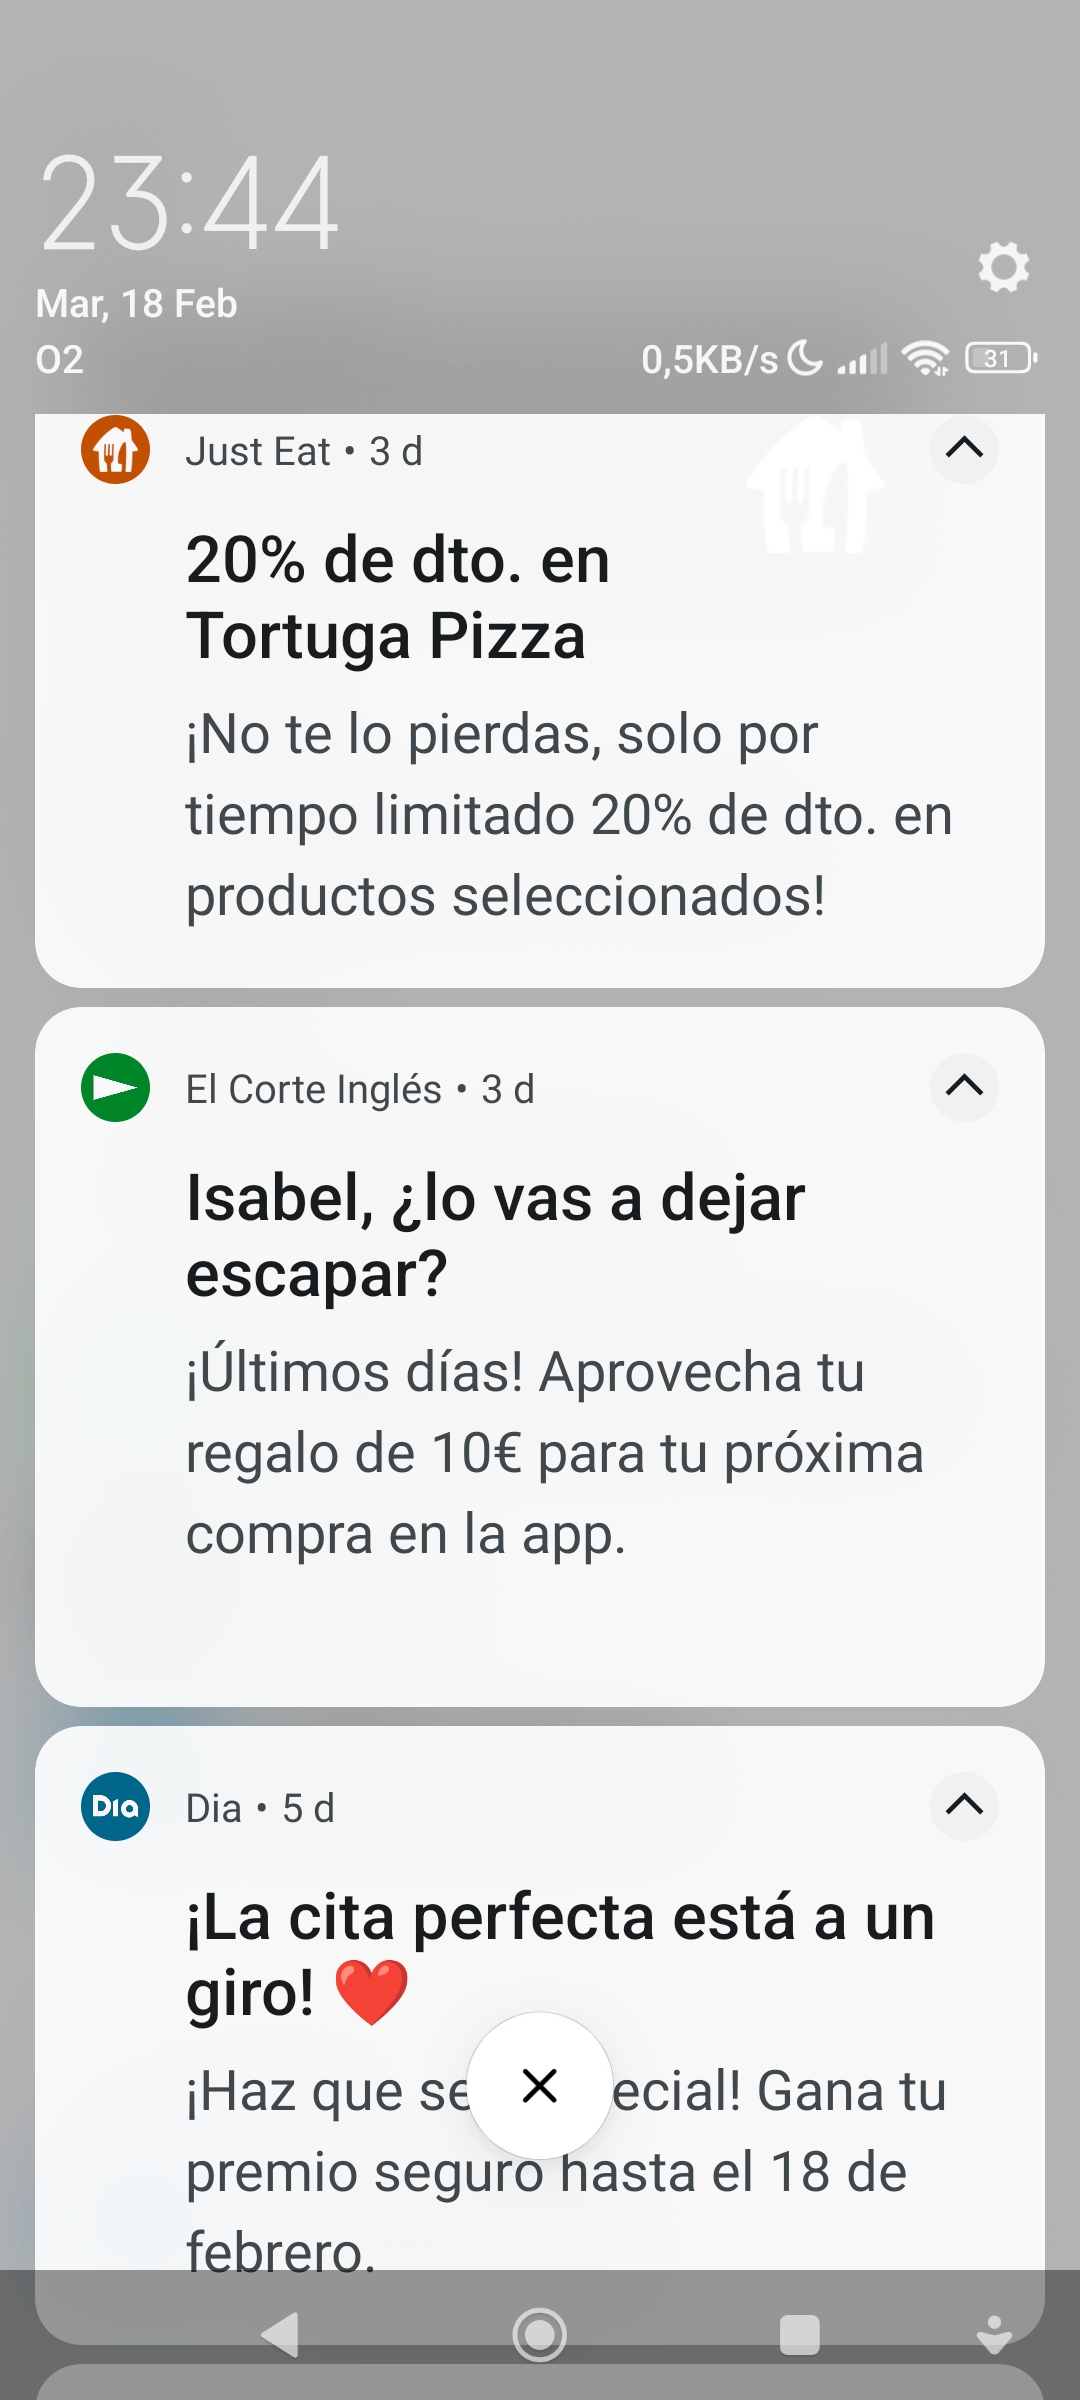 23:44
Mar, 18 Feb
O2
0,5KB/s
31
Just Eat • 3 d
20% de dto. en
Tortuga Pizza
¡No te lo pierdas, solo por
tiempo limitado 20% de dto. en
productos seleccionados!
El Corte Inglés • 3 d
Isabel, ¿lo vas a dejar
escapar?
¡Últimos días! Aprovecha tu
regalo de 10€ para tu próxima
compra en la app.
Dia
Dia • 5 d
¡La cita perfecta está a un
giro! ❤️
¡Haz que Gana tu
premio seguro hasta el 18 de
febrero.